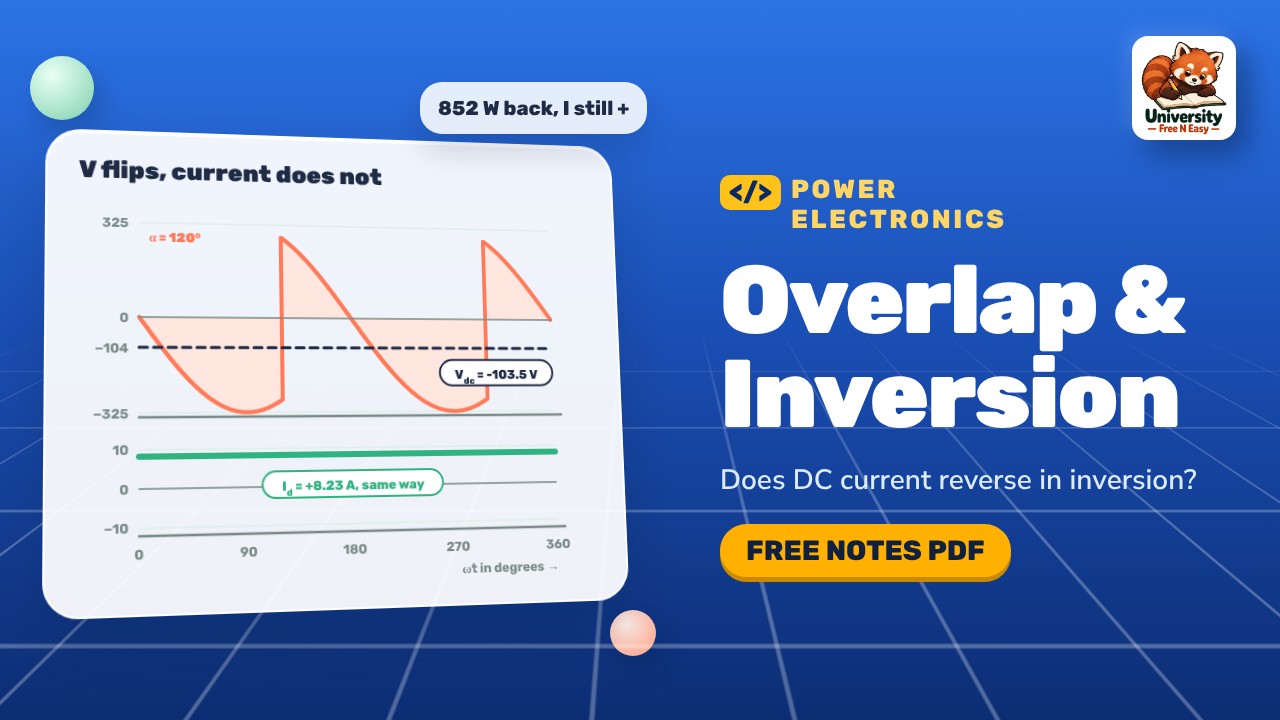 852 W back, I still +
V flips, current does not
325
α = 120°
0
−104
V_dc = -103.5 V
−325
10
I_d = +8.23 A, same way
0
−10
0 90 180 270 360
ωt in degrees →
University
— Free N Easy —
</> POWER
ELECTRONICS
Overlap &
Inversion
Does DC current reverse in inversion?
FREE NOTES PDF